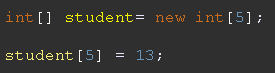 int[] student= new int[5];
student[5] = 13;